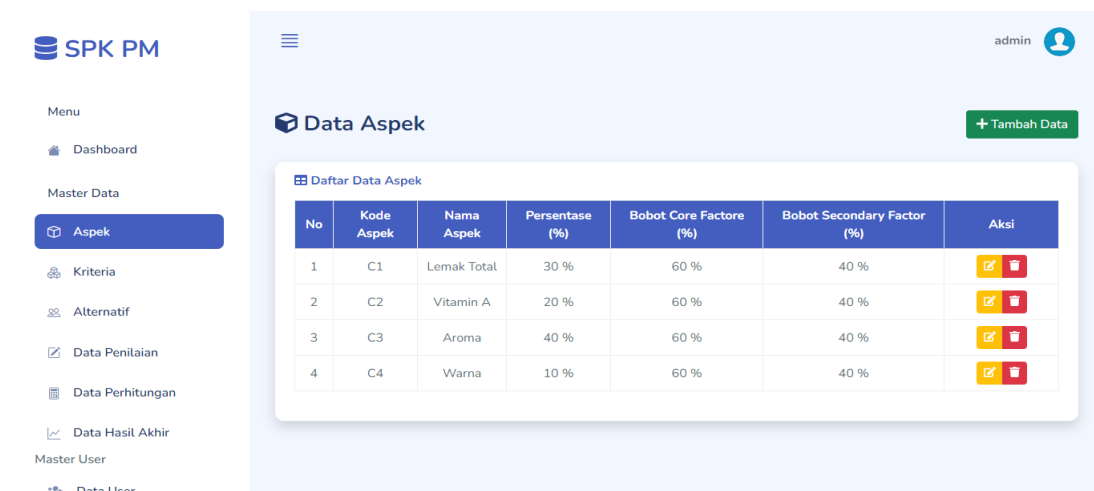 SPK PM
admin
Menu
Dashboard
Master Data
Aspek
Kriteria
Alternatif
Data Penilaian
Data Perhitungan
Data Hasil Akhir
Master User
Data User
Data Aspek
Tambah Data
Daftar Data Aspek
No Kode Aspek Nama Aspek Persentase (%) Bobot Core Factore (%) Bobot Secondary Factor (%) Aksi
1 C1 Lemak Total 30 % 60 % 40 %
2 C2 Vitamin A 20 % 60 % 40 %
3 C3 Aroma 40 % 60 % 40 %
4 C4 Warna 10 % 60 % 40 %